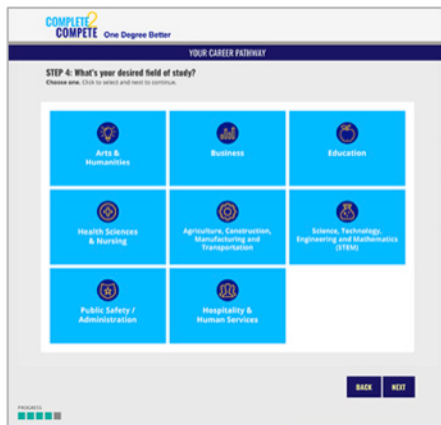 COMPLETE 2
COMPETE One Degree Better
YOUR CAREER PATHWAY
STEP 4: What's your desired field of study?
Choose one. Click to select and next to continue.
Arts &
Humanities
Business
Education
Health Sciences
& Nursing
Agriculture, Construction,
Manufacturing and
Transportation
Science, Technology,
Engineering and Mathematics
(STEM)
Public Safety /
Administration
Hospitality &
Human Services
BACK NEXT
PROGRESS